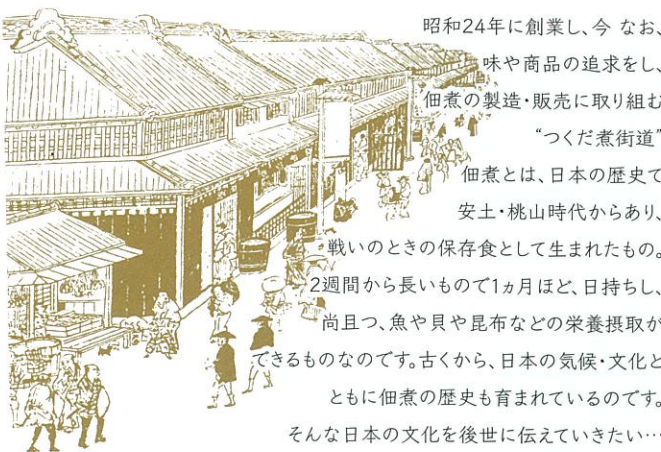 昭和24年に創業し、今 なお、
味や商品の追求をし、
佃煮の製造・販売に取り組む
“つくだ煮街道”
佃煮とは、日本の歴史で
安土・桃山時代からあり、
戦いのときの保存食として生まれたもの。
2週間から長いもので1ヵ月ほど、日持ちし、
尚且つ、魚や貝や昆布などの栄養摂取が
できるものなのです。古くから、日本の気候・文化と
ともに佃煮の歴史も育まれているのです。
そんな日本の文化を後世に伝えていきたい…